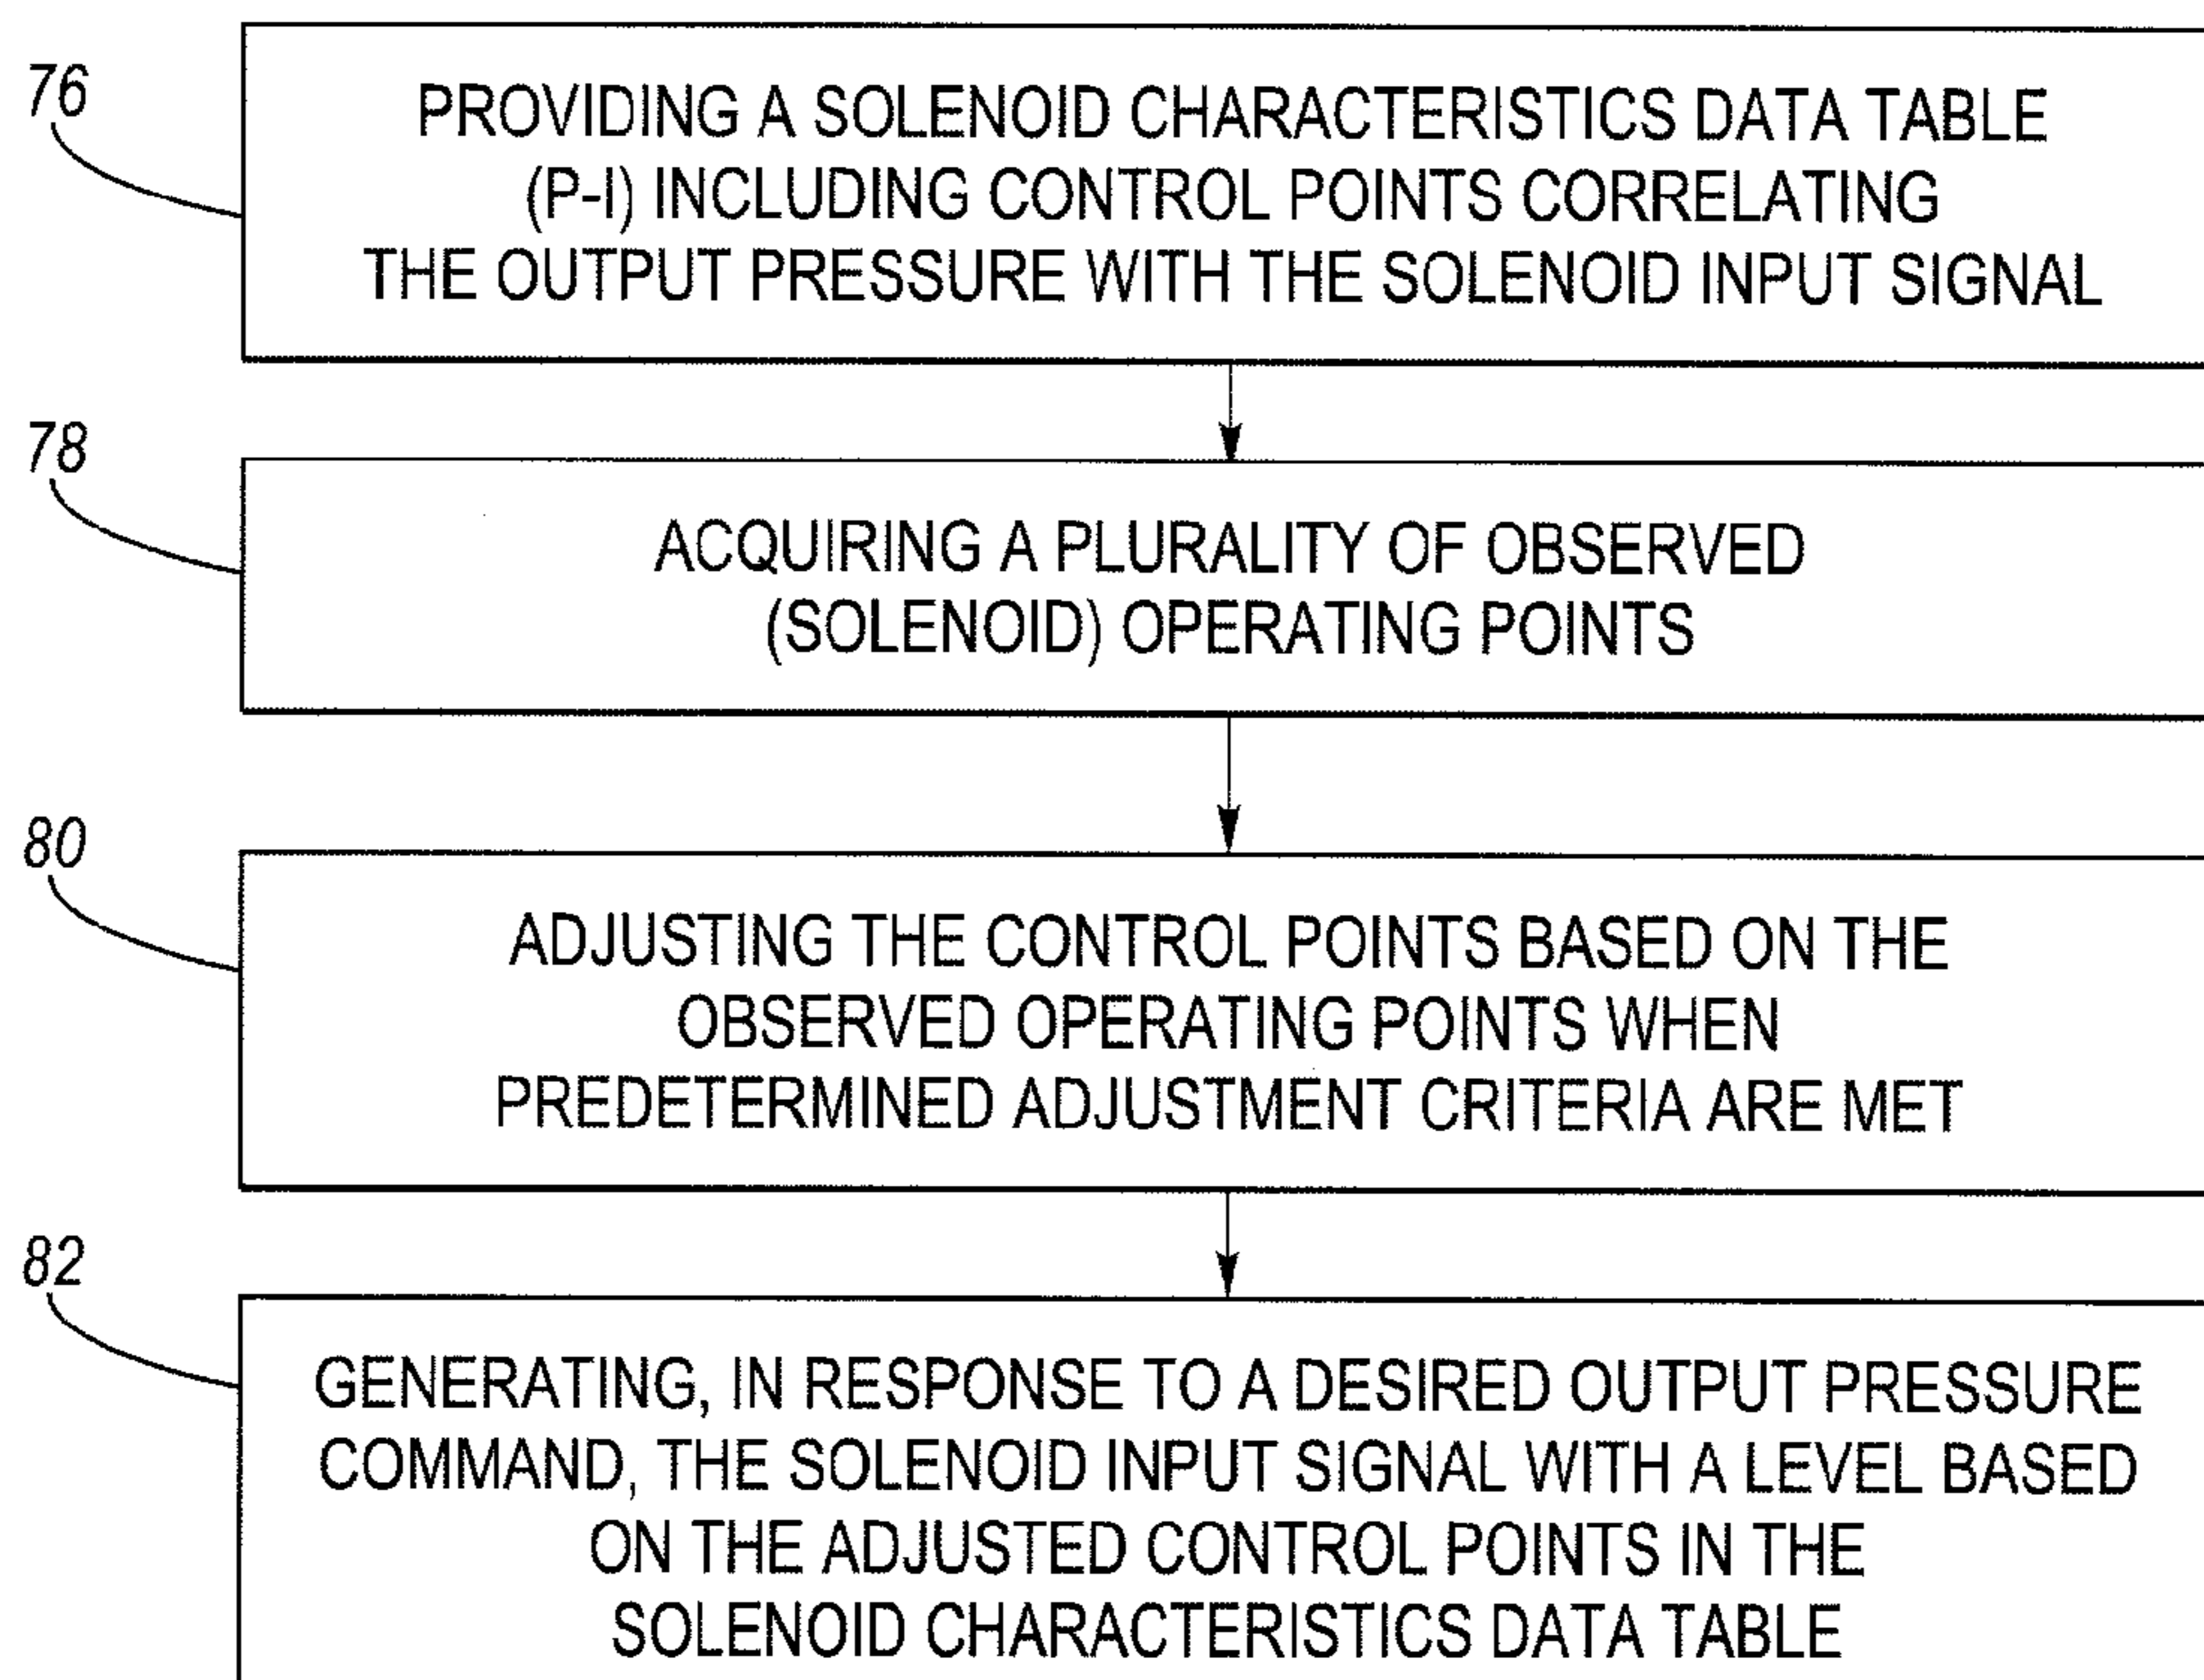 76
PROVIDING A SOLENOID CHARACTERISTICS DATA TABLE
(P-I) INCLUDING CONTROL POINTS CORRELATING
THE OUTPUT PRESSURE WITH THE SOLENOID INPUT SIGNAL
78
ACQUIRING A PLURALITY OF OBSERVED
(SOLENOID) OPERATING POINTS
80
ADJUSTING THE CONTROL POINTS BASED ON THE
OBSERVED OPERATING POINTS WHEN
PREDETERMINED ADJUSTMENT CRITERIA ARE MET
82
GENERATING, IN RESPONSE TO A DESIRED OUTPUT PRESSURE
COMMAND, THE SOLENOID INPUT SIGNAL WITH A LEVEL BASED
ON THE ADJUSTED CONTROL POINTS IN THE
SOLENOID CHARACTERISTICS DATA TABLE